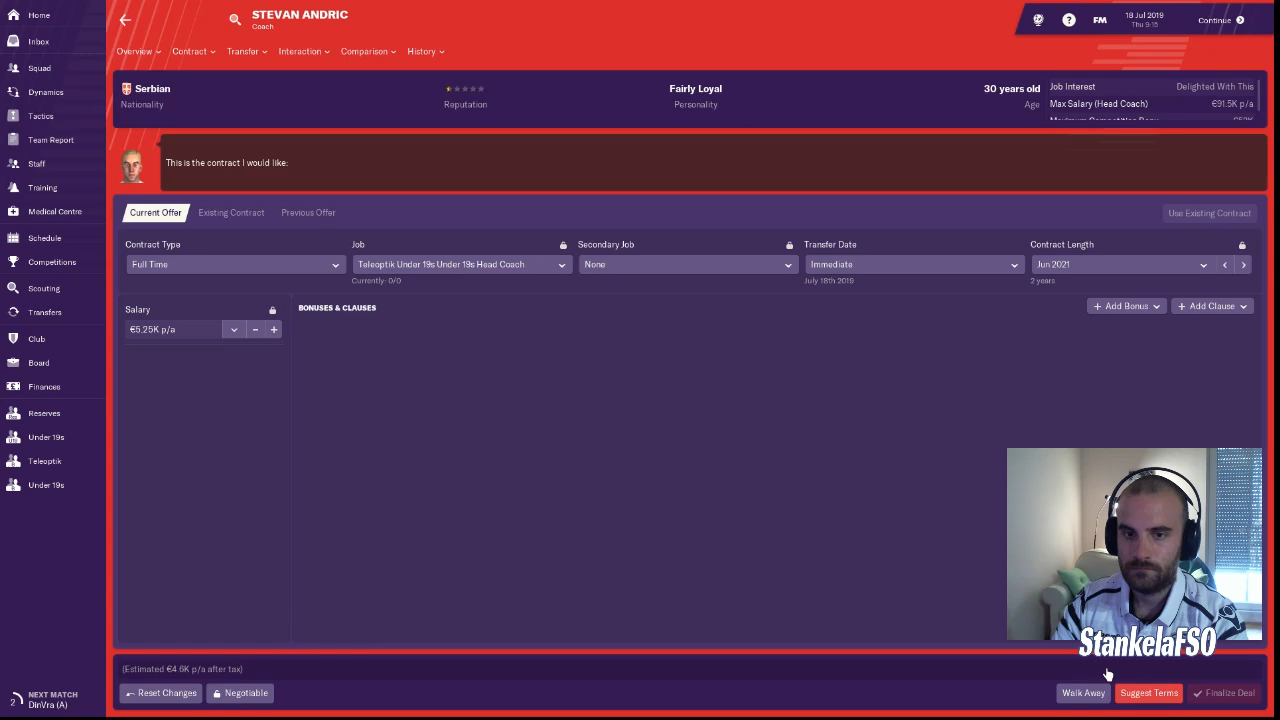 Home
Inbox
Squad
Dynamics
Tactics
Team Report
Staff
Training
Medical Centre
Schedule
Competitions
Scouting
Transfers
Club
Board
Finances
Reserves
Under 19s
Teleoptik
Under 19s
2
NEXT MATCH
DinVra (A)
STEVAN ANDRIC
Coach
? FM
18 Jul 2019
Thu 9:15
Continue
Overview Contract Transfer Interaction Comparison History
Serbian
Nationality
Reputation
Fairly Loyal
Personality
30 years old
Age
Job Interest Delighted With This
Max Salary (Head Coach) €91.5K p/a
This is the contract I would like:
Current Offer Existing Contract Previous Offer Use Existing Contract
Contract Type Job Secondary Job Transfer Date Contract Length
Full Time Teleoptik Under 19s Under 19s Head Coach None Immediate Jun 2021
Currently: 0/0 July 18th 2019 2 years
Salary
€5.25K p/a
BONUSES & CLAUSES
Add Bonus Add Clause
StankelaFSO
(Estimated €4.6K p/a after tax)
Reset Changes Negotiable Walk Away Suggest Terms Finalize Deal